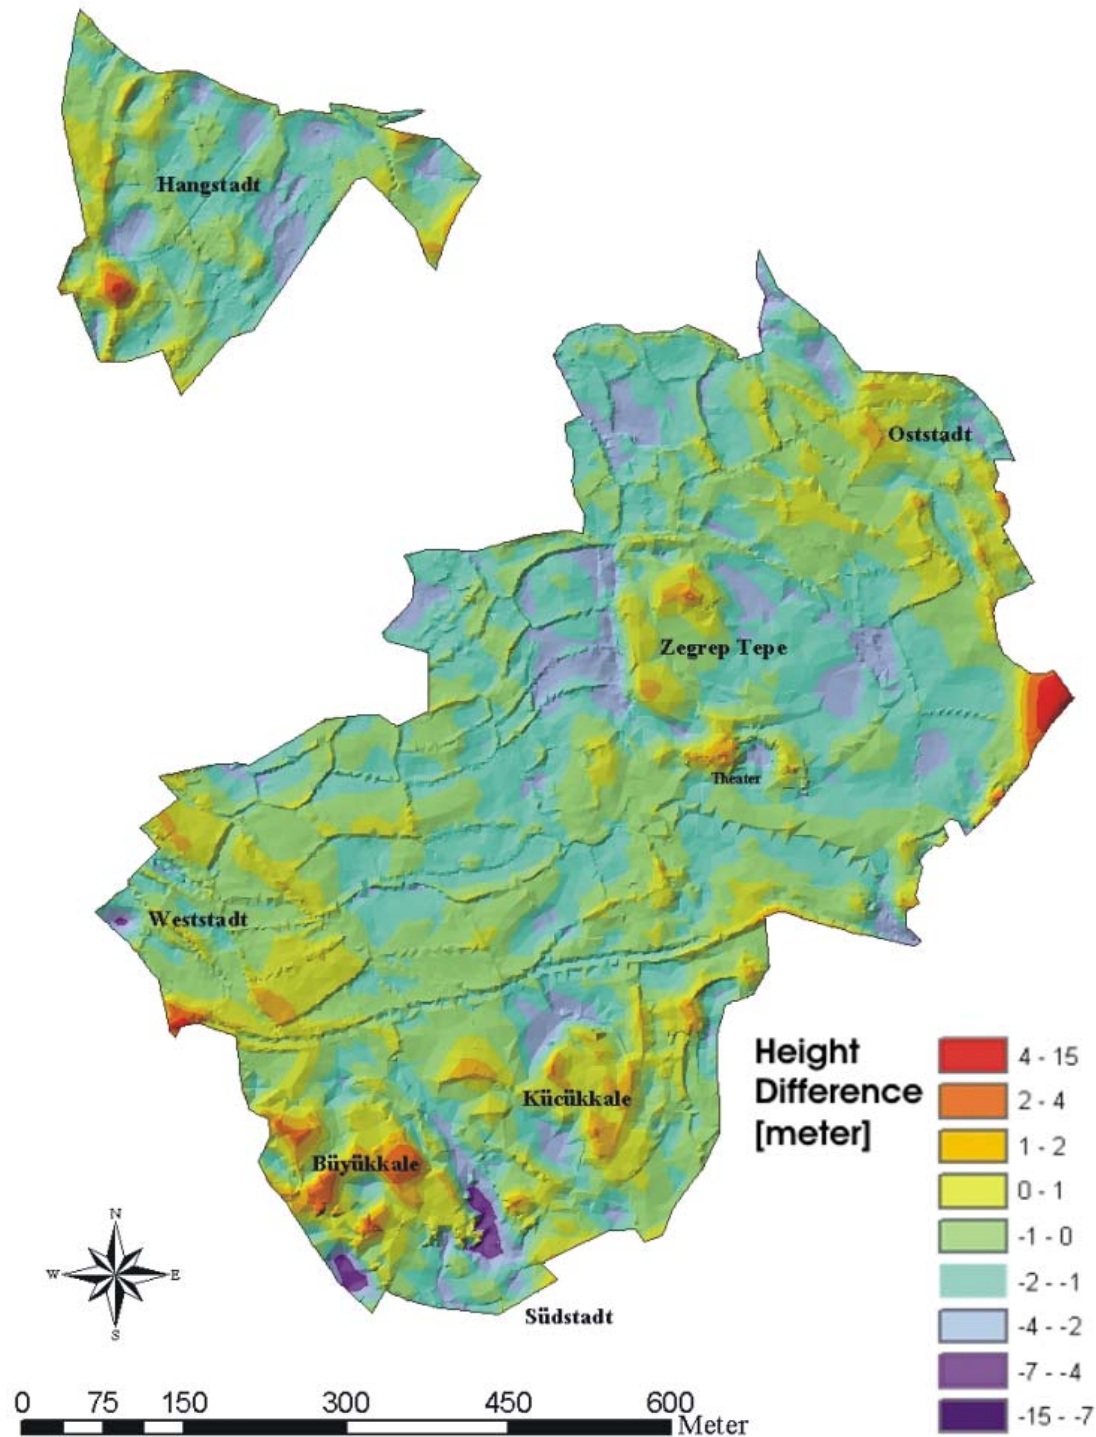 Hangstadt
Oststadt
Zegrep Tepe
Theater
Weststadt
Kücükkale
Büyükkale
Südstadt
N
W E
S
Height
Difference
[meter]
4 - 15
2 - 4
1 - 2
0 - 1
-1 - 0
-2 - -1
-4 - -2
-7 - -4
-15 - -7
0 75 150 300 450 600
Meter